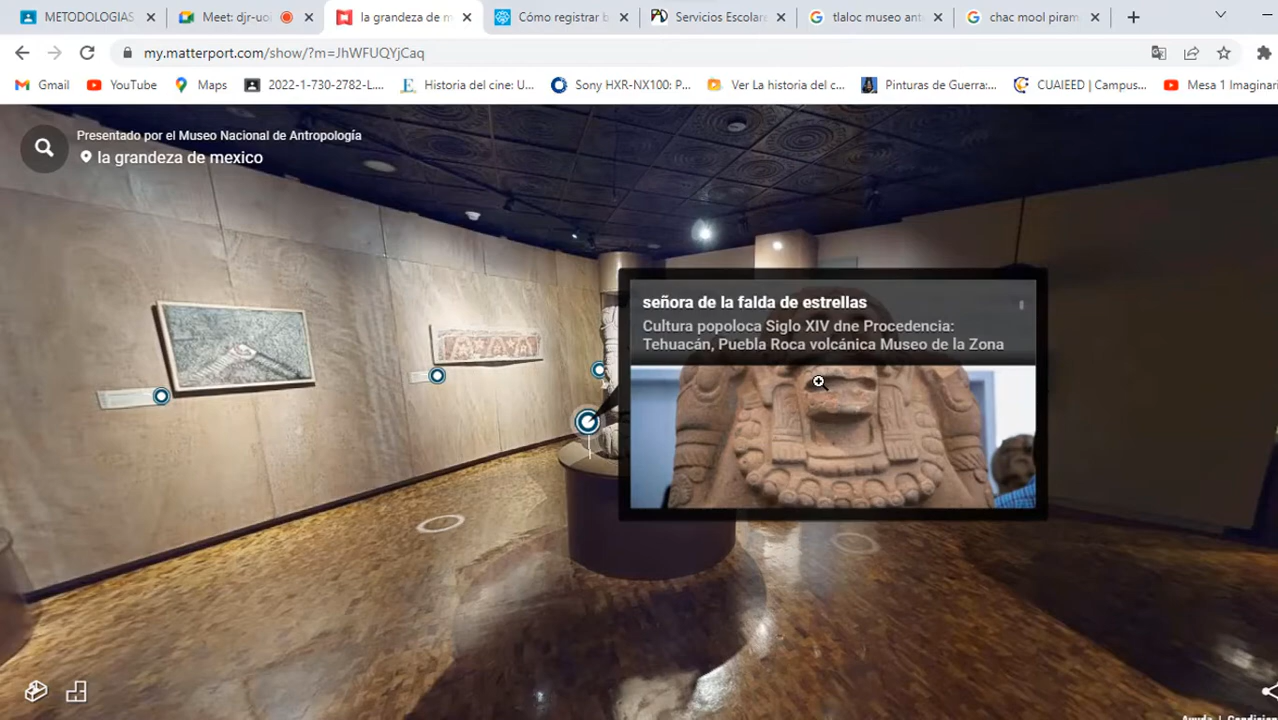 METODOLOGIAS
Meet: djr-uo
la grandeza de m
Cómo registrar b
Servicios Escolare
tlaloc museo ant
chac mool piram
my.matterport.com/show/?m=JhWFUQYjCaq
Gmail
YouTube
Maps
2022-1-730-2782-L...
Historia del cine: U...
Sony HXR-NX100: P...
Ver La historia del c...
Pinturas de Guerra:...
CUAIEED | Campus...
Mesa 1 Imaginari
Presentado por el Museo Nacional de Antropología
la grandeza de mexico
señora de la falda de estrellas
Cultura popoloca Siglo XIV dne Procedencia:
Tehuacán, Puebla Roca volcánica Museo de la Zona